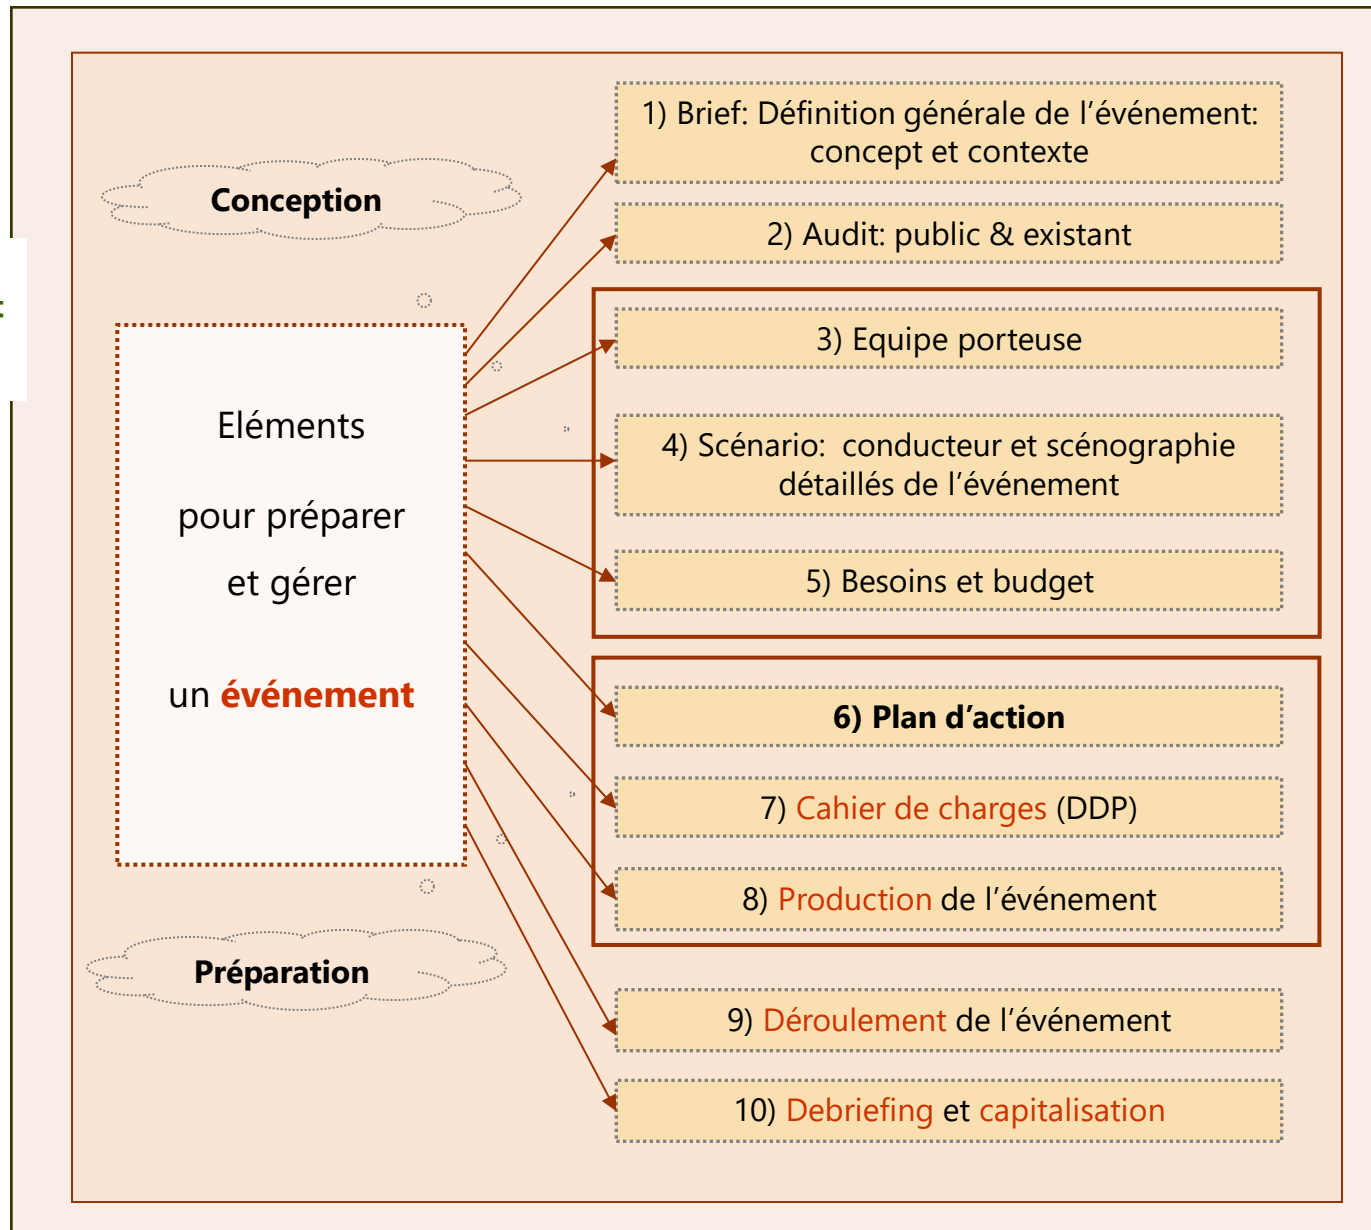 Conception
Eléments
pour préparer
et gérer
un événement
Préparation
1) Brief: Définition générale de l’événement:
concept et contexte
2) Audit: public & existant
3) Equipe porteuse
4) Scénario: conducteur et scénographie
détaillés de l’événement
5) Besoins et budget
6) Plan d’action
7) Cahier de charges (DDP)
8) Production de l’événement
9) Déroulement de l’événement
10) Debriefing et capitalisation